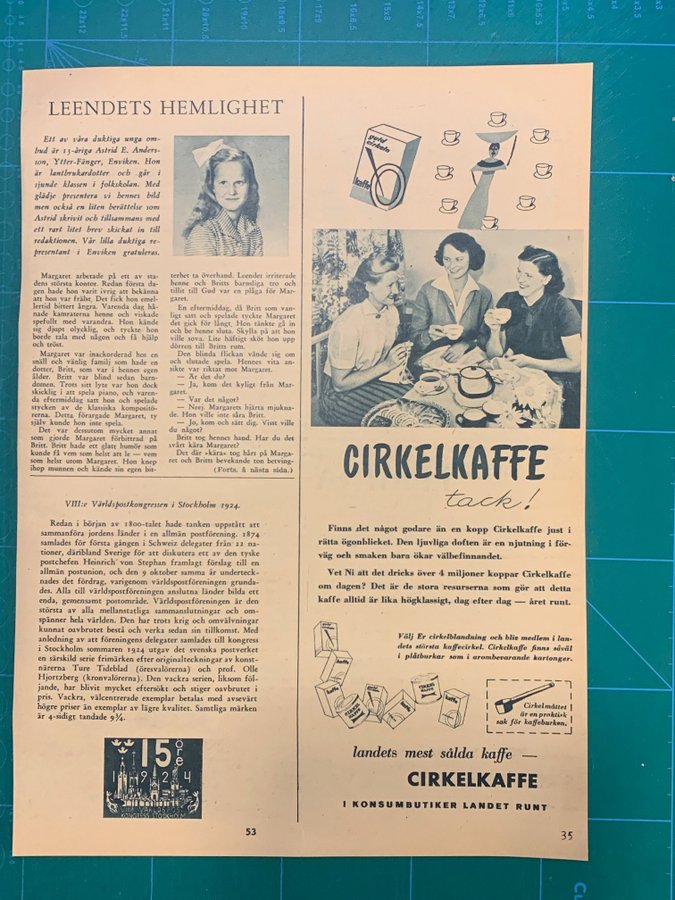 LEENDETS HEMLIGHET
Ett av våra duktiga unga om-
bud är 13-åriga Astrid E. Anders-
son, Ytter-Fänger, Enviken. Hon
är lantbrukardotter och går i
sjunde klassen i folkskolan. Med
glädje presentera vi hennes bild
men också en liten berättelse som
Astrid skrivit och tillsammans med
ett rart litet brev skickat in till
redaktionen. Vår lilla duktiga re-
presentant i Enviken gratuleras.
Margaret arbetade på ett av sta-
dens största kontor. Redan första da-
gen hade hon varit ivrig att bekänna
att hon var frälst. Det fick hon emel-
lertid bittert ångra. Varenda dag hå-
nade kamraterna henne och viskade
spefullt med varandra. Hon kände
sig djupt olycklig, och tyckte hon
borde tala med någon och få hjälp
och tröst.
Margaret var inackorderad hos en
snäll och vänlig familj som hade en
dotter, Britt, som var i hennes egen
ålder. Britt var blind sedan barn-
domen. Trots sitt lyte var hon dock
skicklig i att spela piano, och varen-
da eftermiddag satt hon och spelade
stycken av de klassiska kompositö-
rerna. Detta förargade Margaret, ty
själv kunde hon inte spela.
Det var dessutom mycket annat
som gjorde Margaret förbittrad på
Britt. Britt hade ett glatt humör som
kunde få vem som helst att le — vem
som helst utom Margaret. Hon knep
ihop munnen och kände sin egen bit-
terhet ta överhand. Leendet irriterade
henne och Britts barnsliga tro och
tillit till Gud var en plåga för Mar-
garet.
En eftermiddag, då Britt som van-
ligt satt och spelade tyckte Margaret
det gick för långt. Hon tänkte gå in
och be henne sluta. Skylla på att hon
ville sova. Lite häftigt sköt hon upp
dörren till Britts rum.
Den blinda flickan vände sig om
och slutade spela. Hennes vita an-
sikte var riktat mot Margaret.
— Är det du?
— Ja, kom det kyligt från Mar-
garet.
— Var det något?
— Neej. Margarets hjärta mjukna-
de. Hon ville inte såra Britt.
— Jo, kom och sätt dig. Visst ville
du något?
Britt tog hennes hand. Har du det
svårt kära Margaret?
Det där »kära» tog hårt på Marga-
ret och Britts bevekande ton betving-
(Forts. å nästa sida.)
VIII:e Världspostkongressen i Stockholm 1924.
Redan i början av 1800-talet hade tanken uppstått att
sammanföra jordens länder i en allmän postförening. 1874
samlades för första gången i Schweiz delegater från 22 na-
tioner, däribland Sverige för att diskutera ett av den tyske
postchefen Heinrich von Stephan framlagt förslag till en
allmän postunion, och den 9 oktober samma år underteck-
nades det fördrag, varigenom världspostföreningen grunda-
des. Alla till världspostföreningen anslutna länder bilda ett
enda, gemensamt postområde. Världspostföreningen är den
största av alla mellanstatliga sammanslutningar och om-
spänner hela världen. Den har trots krig och omvälvningar
kunnat oavbrutet bestå och verka sedan sin tillkomst. Med
anledning av att föreningens delegater samlades till kongress
i Stockholm sommaren 1924 utgav det svenska postverket
en särskild serie frimärken efter originalteckningar av konst-
närerna Ture Tideblad (öresvalörerna) och prof. Olle
Hjortzberg (kronvalörerna). Den vackra serien, liksom föl-
jande, har blivit mycket eftersökt och stiger oavbrutet i
pris. Vackra, välcentrerade exemplar betalas med avsevärt
högre priser än exemplar av lägre kvalitet. Samtliga märken
är 4-sidigt tandade 9¾.
15 öre
1924
KONGRESS STOCKHOLM
53
guld
cirkeln
kaffe
CIRKELKAFFE
tack!
Finns det något godare än en kopp Cirkelkaffe just i
rätta ögonblicket. Den ljuvliga doften är en njutning i för-
väg och smaken bara ökar välbefinnandet.
Vet Ni att det dricks över 4 miljoner koppar Cirkelkaffe
om dagen? Det är de stora resurserna som gör att detta
kaffe alltid är lika högklassigt, dag efter dag — året runt.
Välj Er cirkelblandning och bliv medlem i lan-
dets största kaffecirkel. Cirkelkaffe finns såväl
i plåtburkar som i arombevarande kartonger.
Cirkelmåttet
är en praktisk
sak för kaffeburken.
landets mest sålda kaffe —
CIRKELKAFFE
I KONSUMBUTIKER LANDET RUNT
35